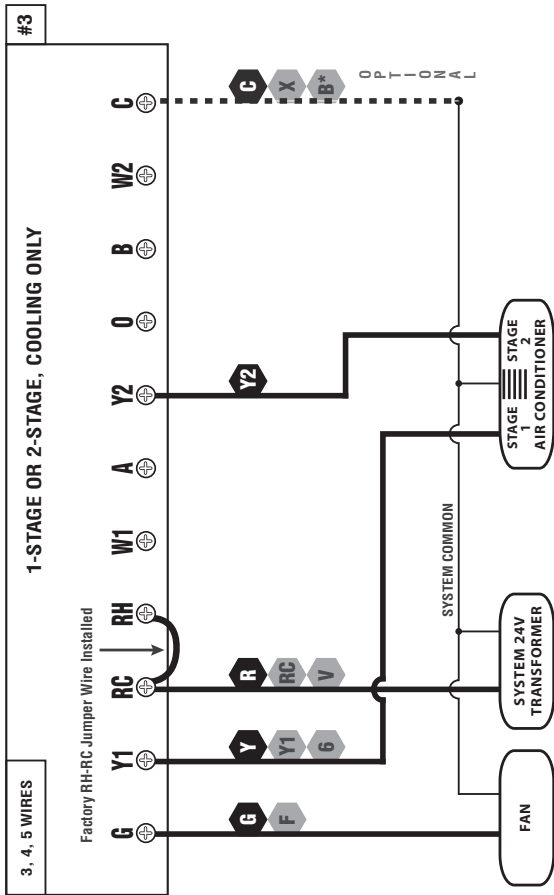 3, 4, 5 WIRES
1-STAGE OR 2-STAGE, COOLING ONLY
#3
Factory RH-RC Jumper Wire Installed
G Y1 RC RH W1 A Y2 O B W2 C
G Y R Y2 C
F Y1 RC X
6 V B*
OPTIONAL
SYSTEM COMMON
FAN
SYSTEM 24V
TRANSFORMER
STAGE STAGE
1 2
AIR CONDITIONER